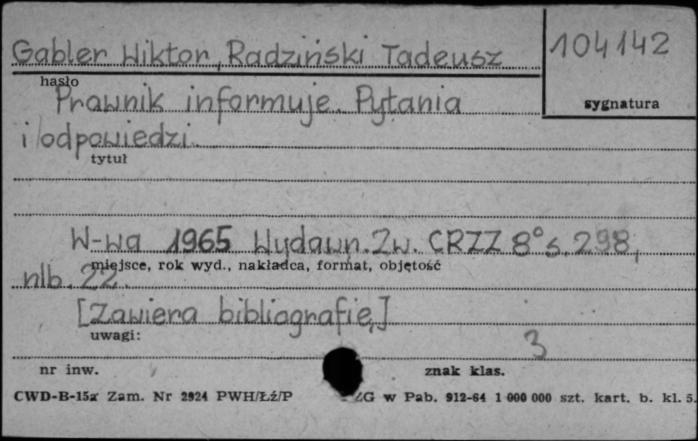 Gabler Wiktor, Radziński Tadeusz
104142
hasło
sygnatura
Prawnik informuje. Pytania
i odpowiedzi.
tytuł
W-wa 1965 Wydawn. Zw. CRZZ 8° s. 298,
miejsce, rok wyd., nakładca, format, objętość
nlb. 22.
[Zawiera bibliografię]
uwagi:
3
nr inw.
znak klas.
CWD-B-15a Zam. Nr 2924 PWH/Łź/P ZG w Pab. 912-64 1 000 000 szt. kart. b. kl. 5.